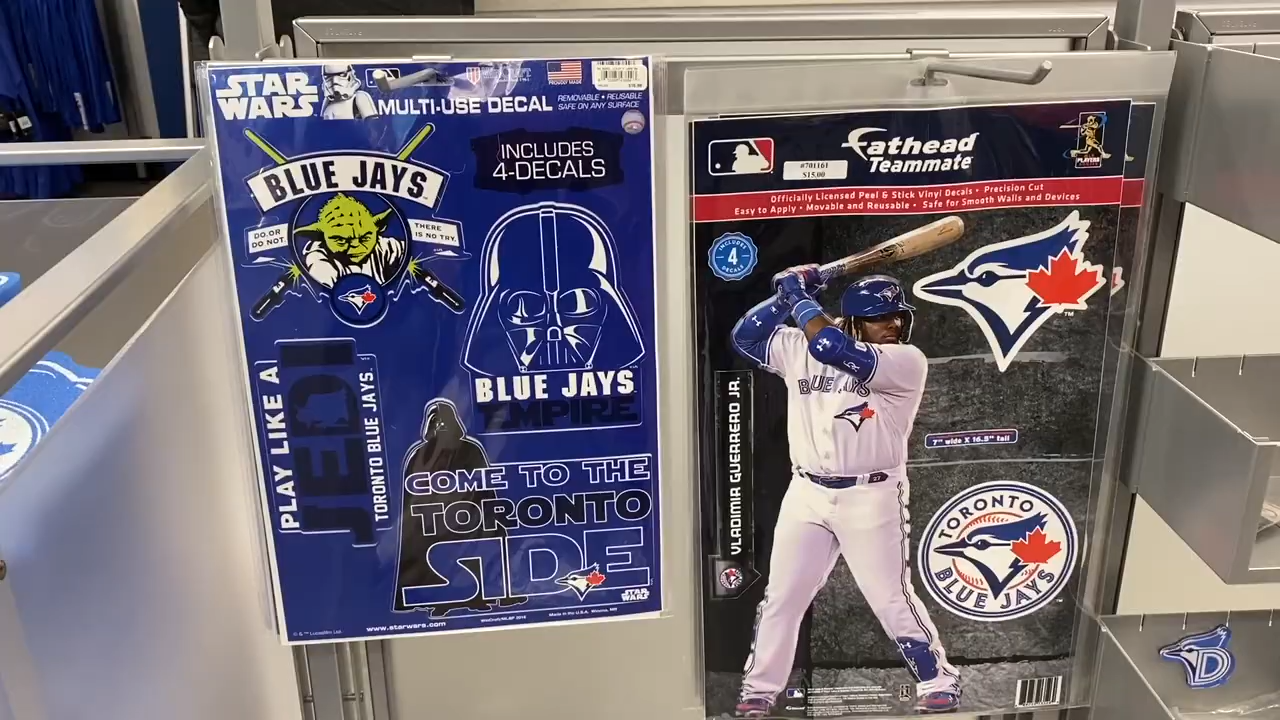 STAR
WARS
MULTI-USE DECAL
REMOVABLE • REUSABLE
SAFE ON ANY SURFACE
BLUE JAYS
DO.OR
DO NOT.
THERE
IS NO TRY.
INCLUDES
4-DECALS
BLUE JAYS
EMPIRE
PLAY LIKE A
JEDI
TORONTO BLUE JAYS
COME TO THE
TORONTO
SIDE
STAR
WARS
www.starwars.com
Fathead
Teammate
#701161
$15.00
Officially Licensed Peel & Stick Vinyl Decals • Precision Cut
Easy to Apply • Movable and Reusable • Safe for Smooth Walls and Devices
INCLUDES
4
DECALS
TM
BLUE JAYS
27
VLADIMIR GUERRERO JR.
7" wide X 16.5" tall
TORONTO
BLUE JAYS
D